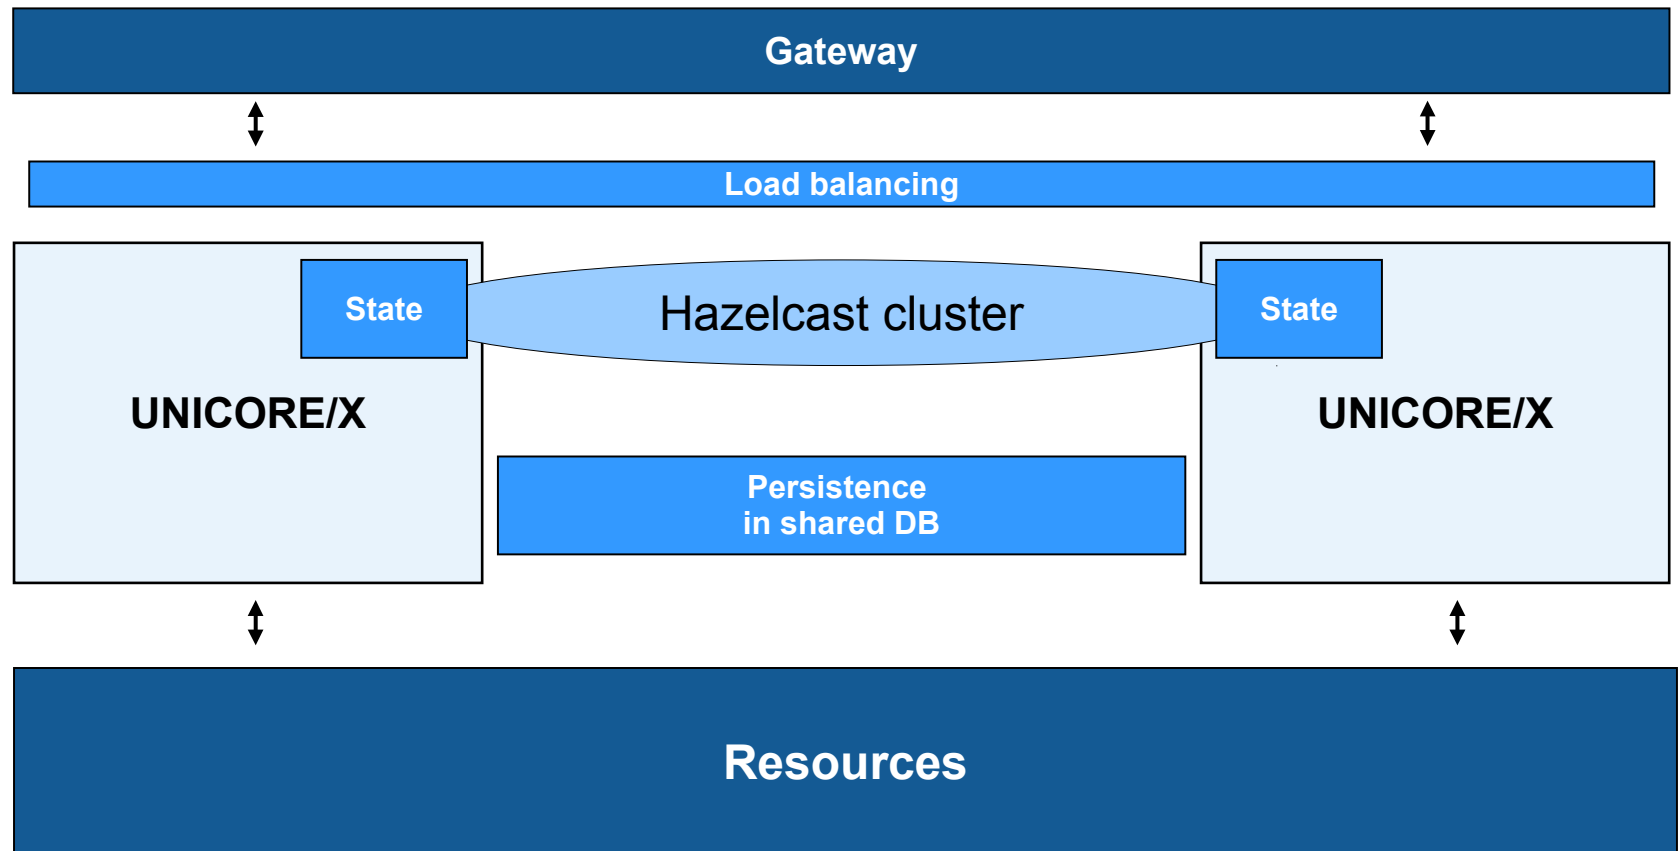 Gateway
Load balancing
State
Hazelcast cluster
State
UNICORE/X
UNICORE/X
Persistence
in shared DB
Resources